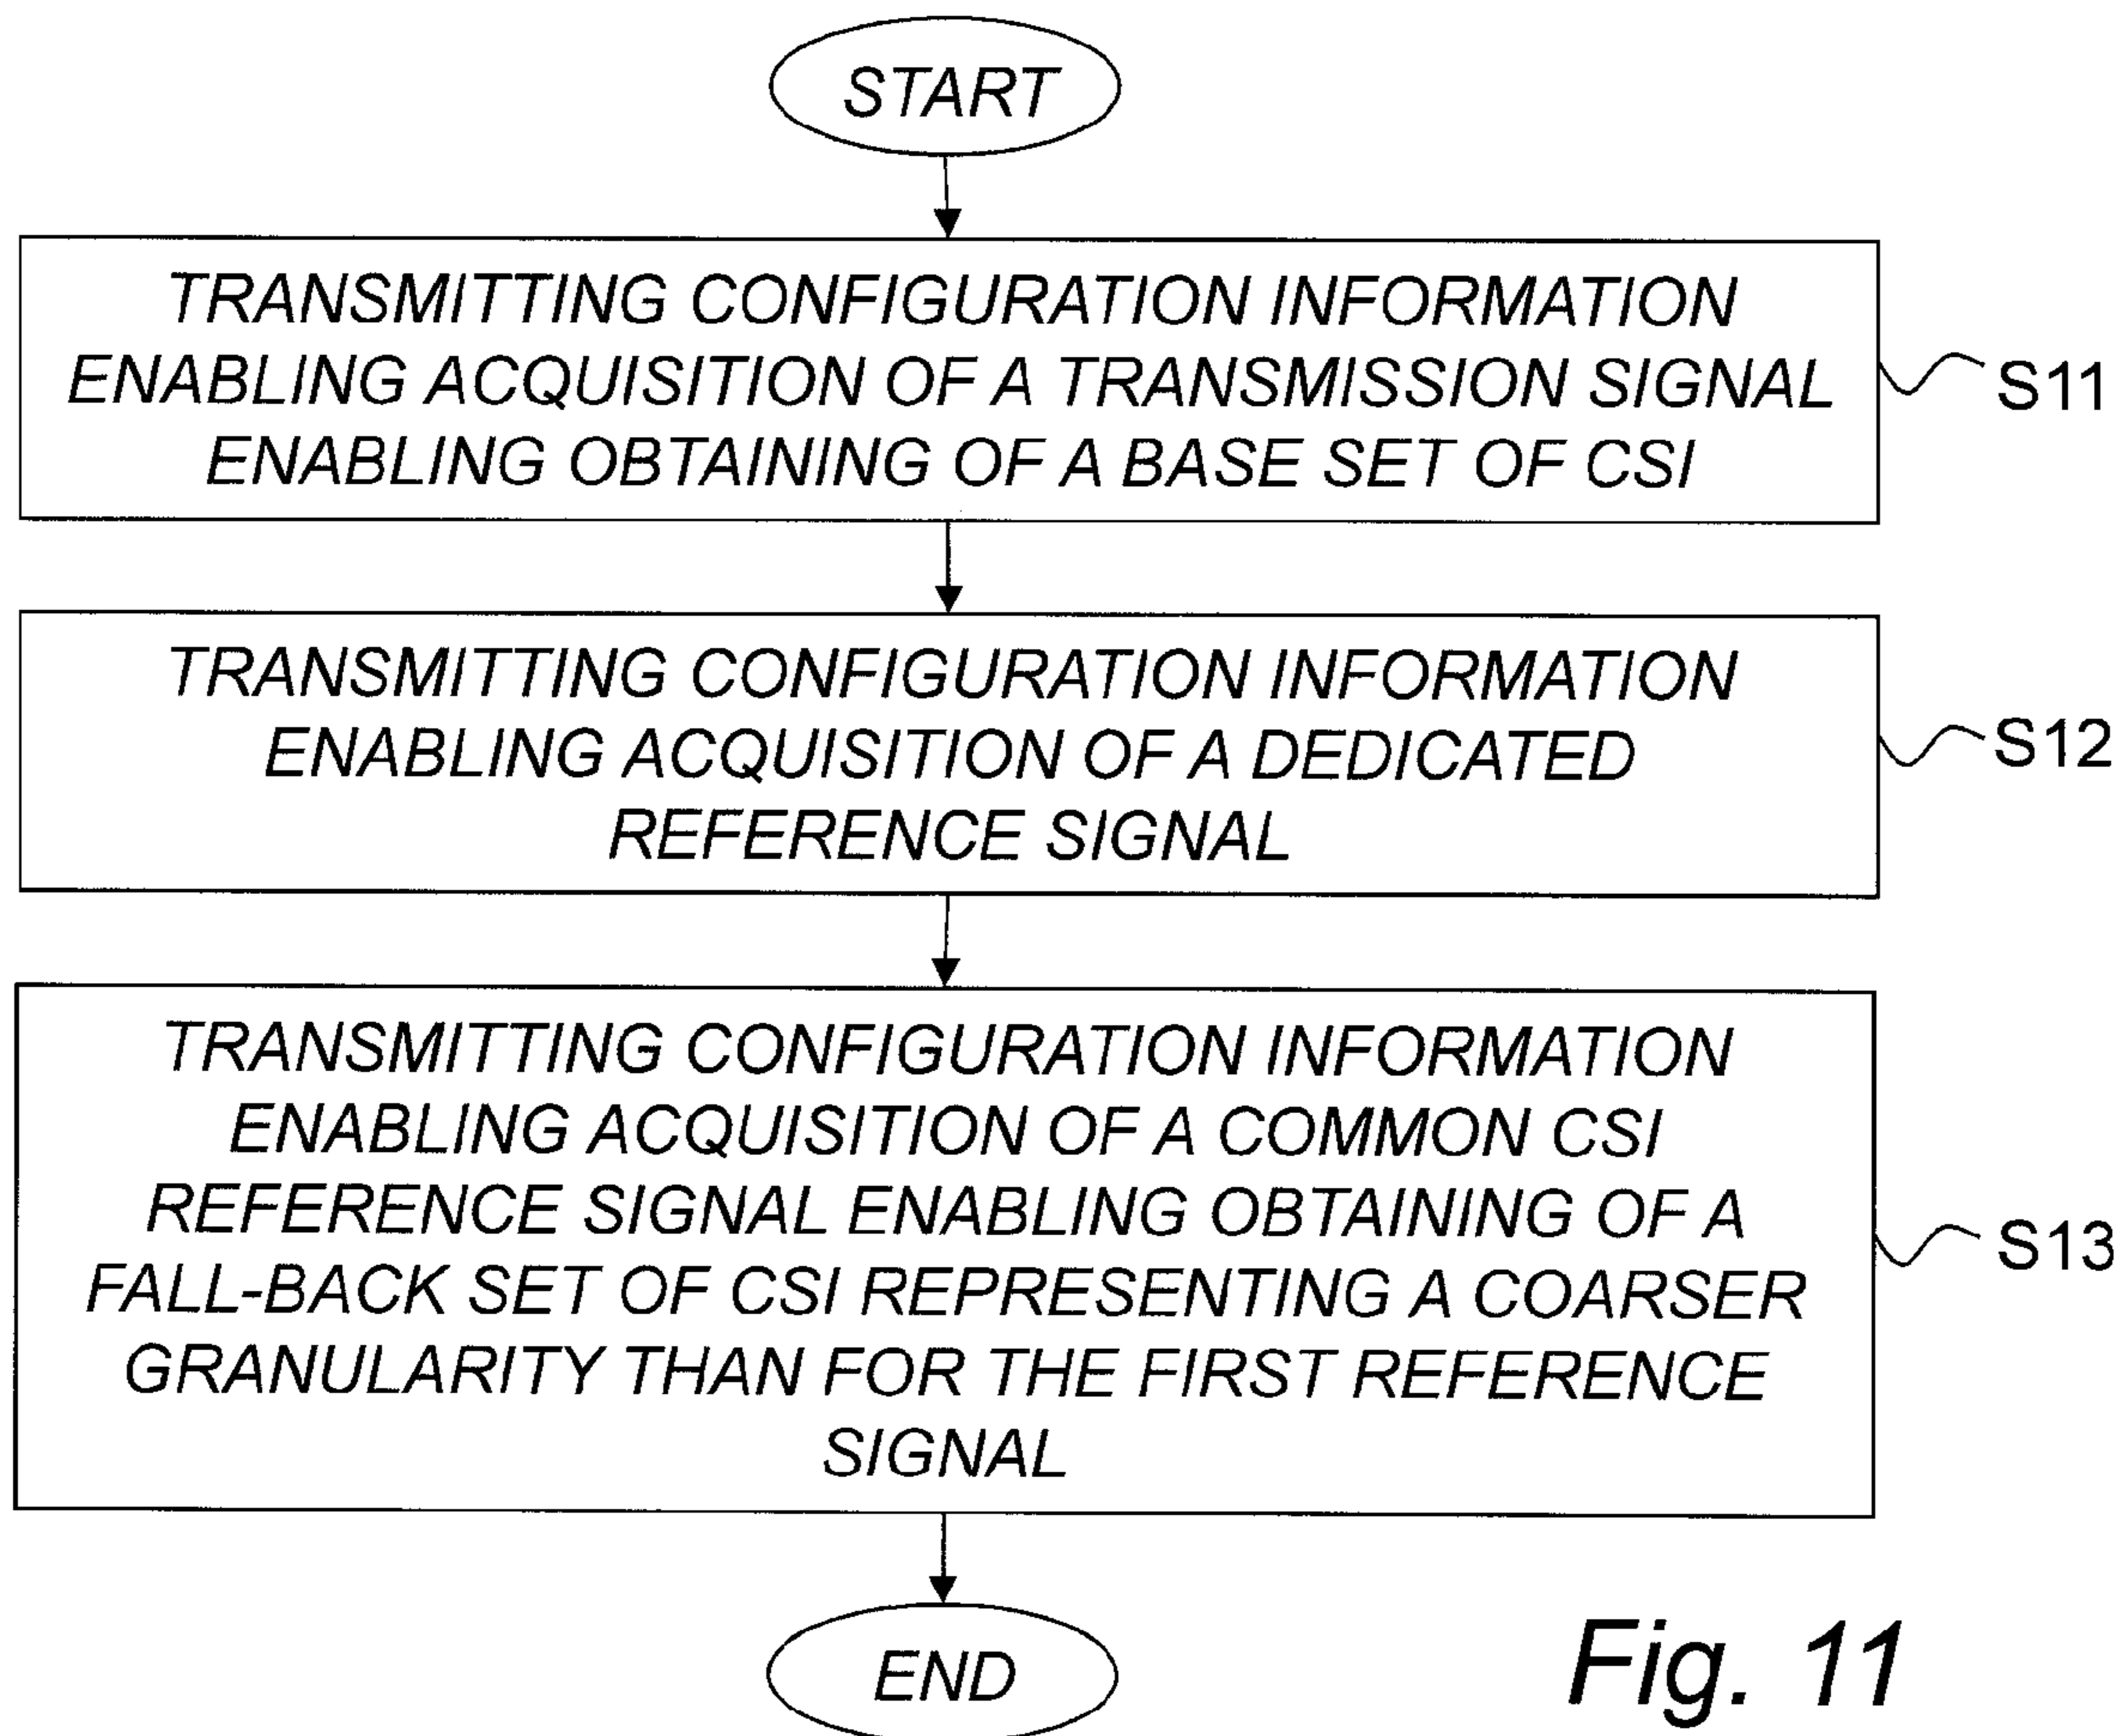 START
TRANSMITTING CONFIGURATION INFORMATION
ENABLING ACQUISITION OF A TRANSMISSION SIGNAL
ENABLING OBTAINING OF A BASE SET OF CSI
S11
TRANSMITTING CONFIGURATION INFORMATION
ENABLING ACQUISITION OF A DEDICATED
REFERENCE SIGNAL
S12
TRANSMITTING CONFIGURATION INFORMATION
ENABLING ACQUISITION OF A COMMON CSI
REFERENCE SIGNAL ENABLING OBTAINING OF A
FALL-BACK SET OF CSI REPRESENTING A COARSER
GRANULARITY THAN FOR THE FIRST REFERENCE
SIGNAL
S13
END
Fig. 11